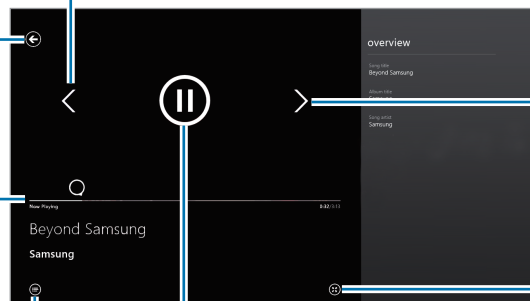 overview
Song title
Beyond Samsung
Album title
Samsung
Song artist
Samsung
Now Playing
0:32/3:13
Beyond Samsung
Samsung